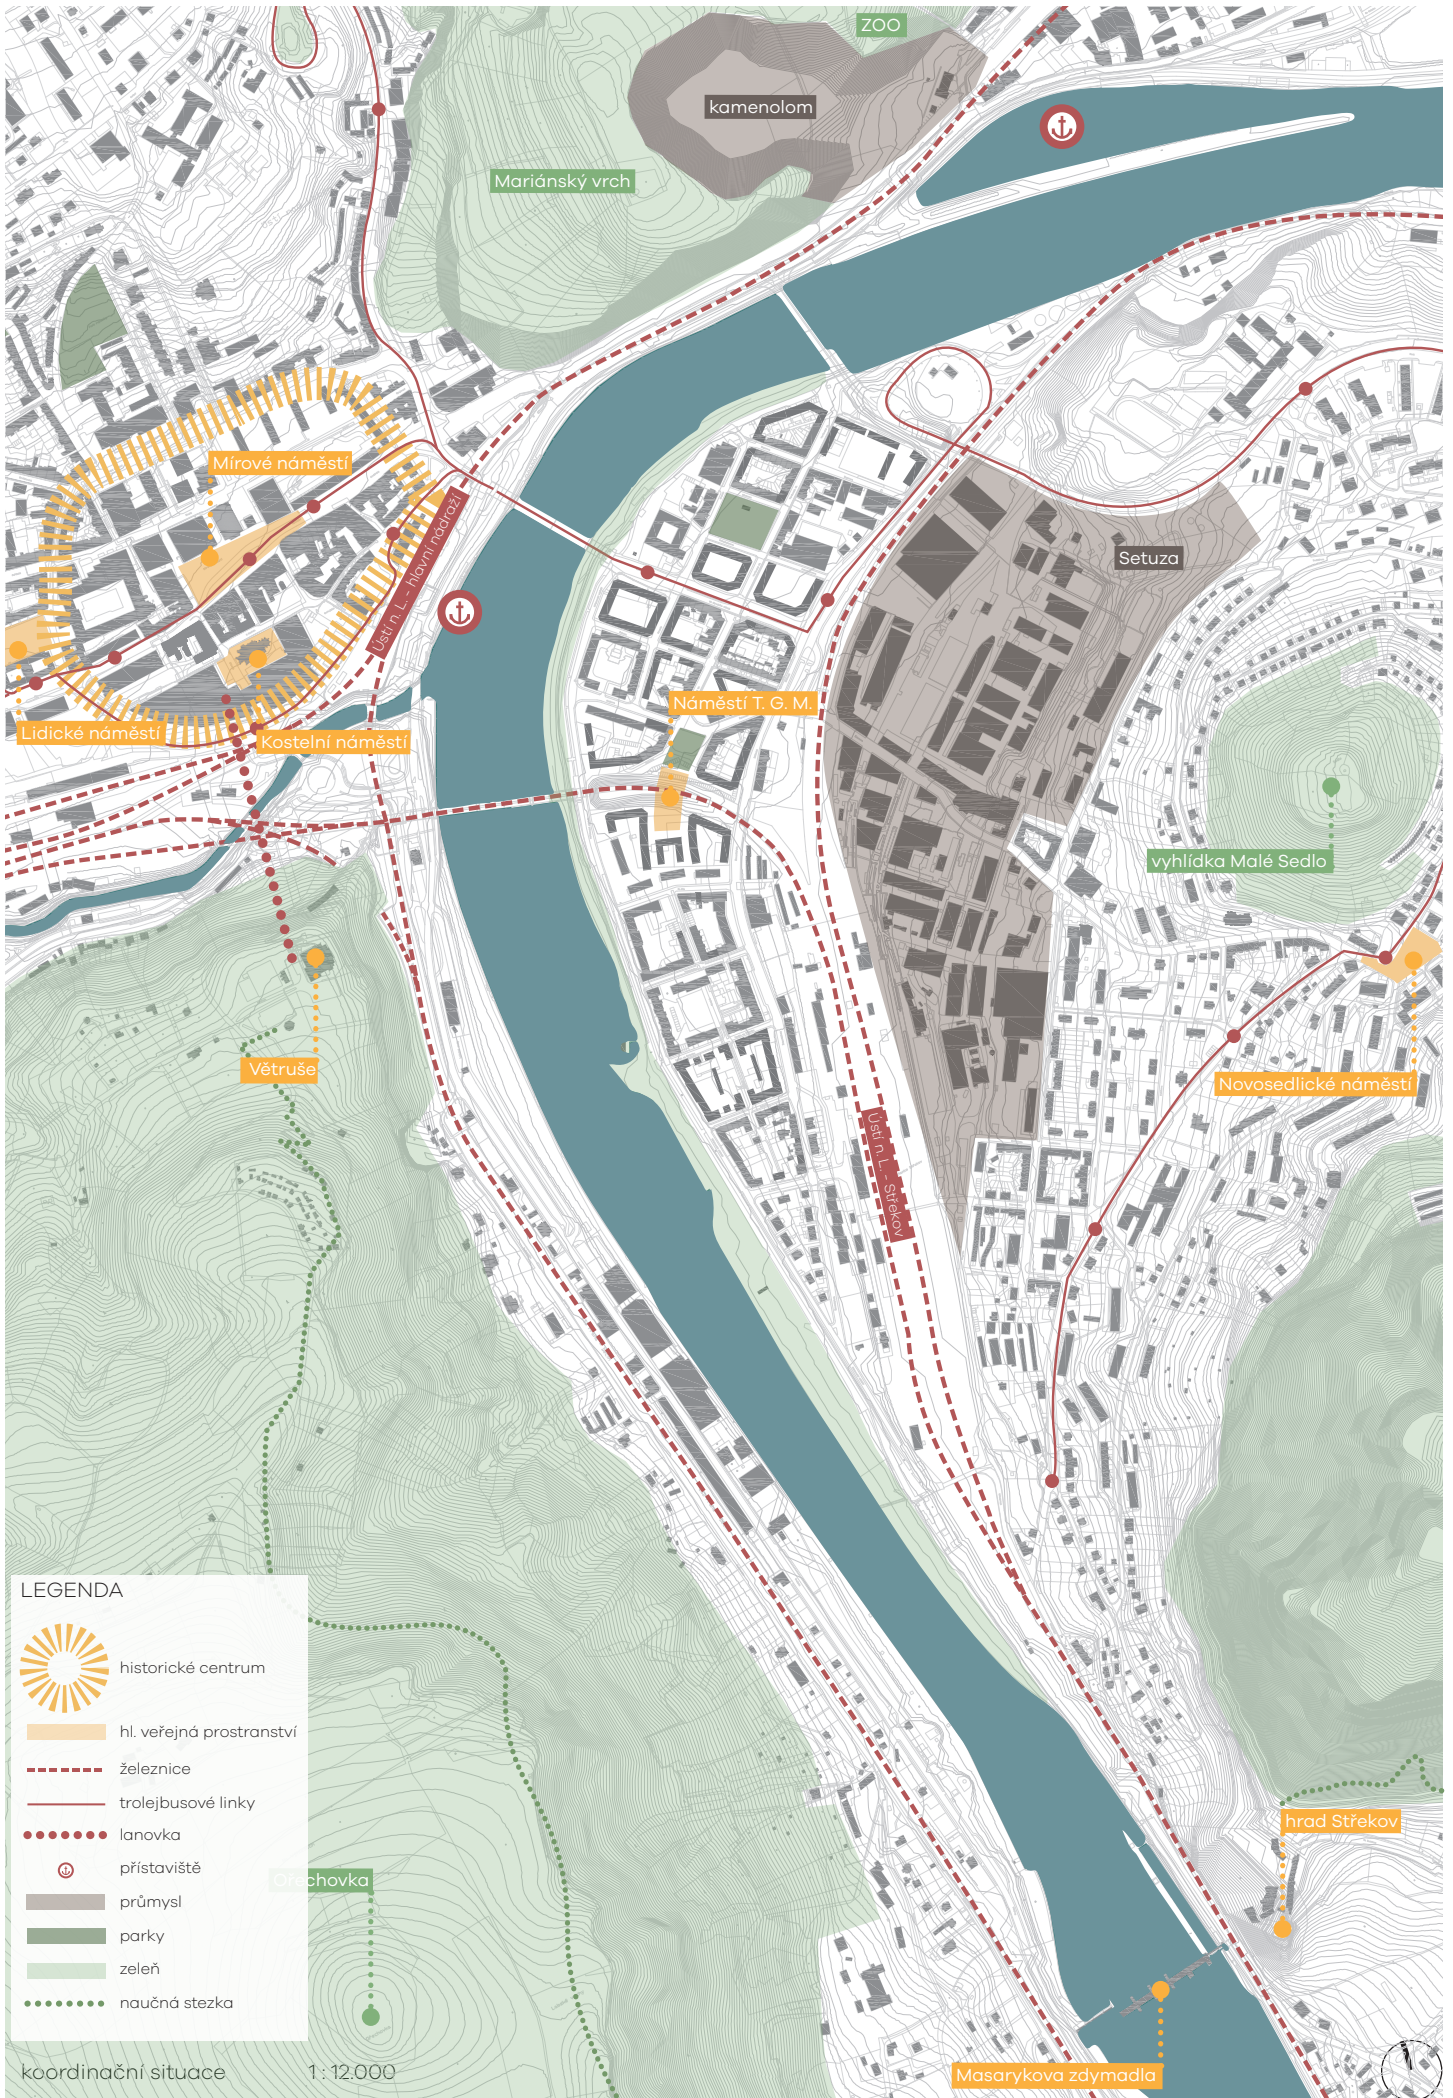 ZOO
kamenolom
Mariánský vrch
Mírové náměstí
Ústí n. L. - hlavní nádraží
Setuza
Náměstí T. G. M.
Lidické náměstí
Kostelní náměstí
vyhlídka Malé Sedlo
Větruše
Novosedlické náměstí
Ústí n. L. - Střekov
LEGENDA
historické centrum
hl. veřejná prostranství
železnice
trolejbusové linky
lanovka
přístaviště
průmysl
parky
zeleň
naučná stezka
Ořechovka
hrad Střekov
koordinační situace 1 : 12.000
Masarykova zdymadla